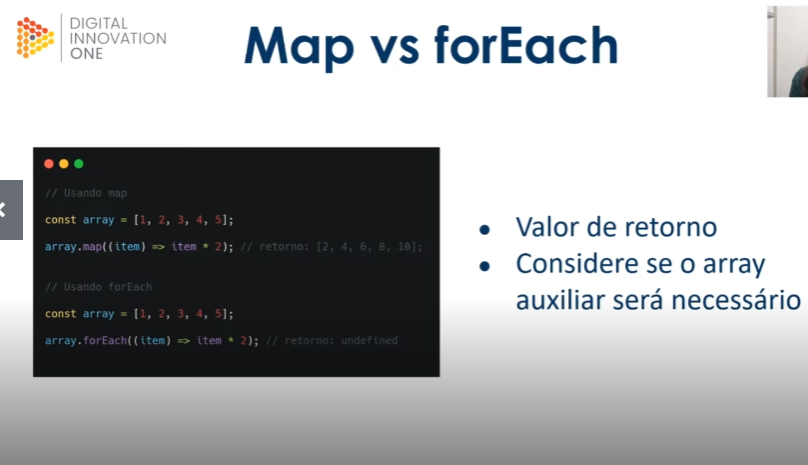 DIGITAL
INNOVATION
ONE
Map vs forEach
// Usando map
const array = [1, 2, 3, 4, 5];
array.map((item) => item * 2); // retorno: [2, 4, 6, 8, 10];
// Usando forEach
const array = [1, 2, 3, 4, 5];
array.forEach((item) => item * 2); // retorno: undefined
● Valor de retorno
● Considere se o array
auxiliar será necessário